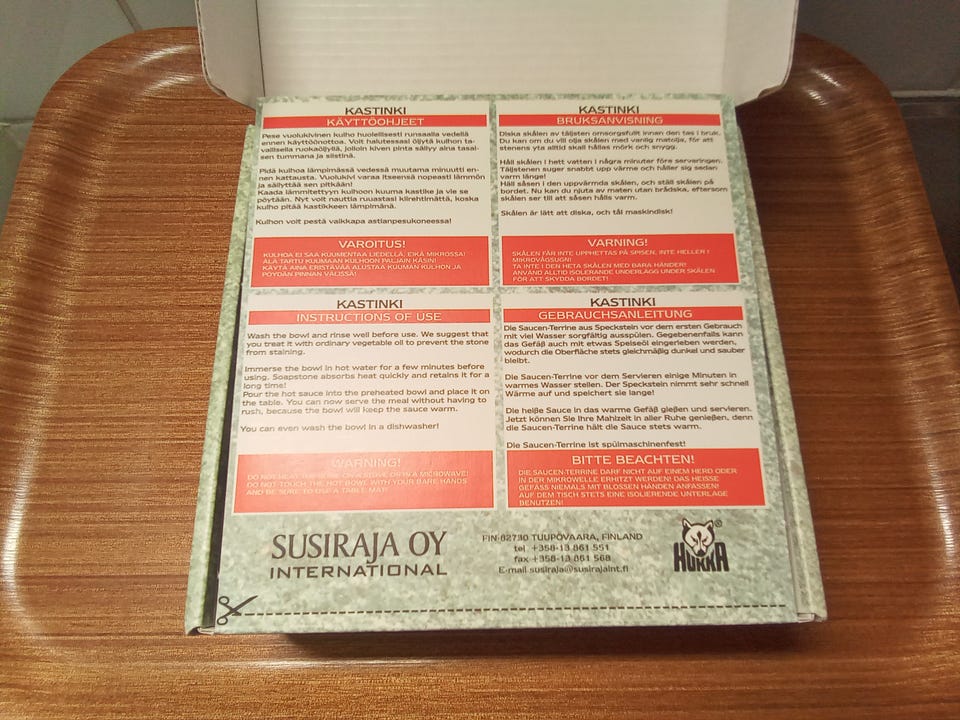 KASTINKI
KÄYTTÖOHJEET
Pese vuolukivinen kulho huolellisesti runsaalla vedellä
ennen käyttöönottoa. Voit halutessasi öljytä kulhon ta-
vallisella ruokaöljyllä, jolloin kiven pinta säilyy aina tasai-
sen tummana ja siistinä.
Pidä kulhoa lämpimässä vedessä muutama minuutti en-
nen kattausta. Vuolukivi varaa itseensä nopeasti lämmön
ja säilyttää sen pitkään!
Kaada lämmitettyyn kulhoon kuuma kastike ja vie se
pöytään. Nyt voit nauttia ruuastasi kiirehtimättä, koska
kulho pitää kastikkeen lämpimänä.
Kulhon voit pestä vaikkapa astianpesukoneessa!
VAROITUS!
KULHOA EI SAA KUUMENTAA LIEDELLÄ, EIKÄ MIKROSSA!
ÄLÄ TARTU KUUMAAN KULHOON PALJAIN KÄSIN!
KÄYTÄ AINA ERISTÄVÄÄ ALUSTAA KUUMAN KULHON JA
PÖYDÄN PINNAN VÄLISSÄ!
KASTINKI
BRUKSANVISNING
Diska skålen av täljsten omsorgsfullt innan den tas i bruk.
Du kan om du vill olja skålen med vanlig matolja, för att
stenens yta alltid skall hållas mörk och snygg.
Håll skålen i hett vatten i några minuter före serveringen.
Täljstenen suger snabbt upp värme och håller sig sedan
varm länge!
Häll såsen i den uppvärmda skålen, och ställ skålen på
bordet. Nu kan du njuta av maten utan brådska, eftersom
skålen ser till att såsen hålls varm.
Skålen är lätt att diska, och tål maskindisk!
VARNING!
SKÅLEN FÅR INTE UPPHETTAS PÅ SPISEN, INTE HELLER I
MIKROVÅGSUGN!
TA INTE I DEN HETA SKÅLEN MED BARA HÄNDER!
ANVÄND ALLTID ISOLERANDE UNDERLAGG UNDER SKÅLEN
FÖR ATT SKYDDA BORDET!
KASTINKI
INSTRUCTIONS OF USE
Wash the bowl and rinse well before use. We suggest that
you treat it with ordinary vegetable oil to prevent the stone
from staining.
Immerse the bowl in hot water for a few minutes before
using. Soapstone absorbs heat quickly and retains it for a
long time!
Pour the hot sauce into the preheated bowl and place it on
the table. You can now serve the meal without having to
rush, because the bowl will keep the sauce warm.
You can even wash the bowl in a dishwasher!
WARNING!
DO NOT HEAT THE BOWL ON A STOVE OR IN A MICROWAVE!
DO NOT TOUCH THE HOT BOWL WITH YOUR BARE HANDS
AND BE SURE TO USE A TABLE MAT!
KASTINKI
GEBRAUCHSANLEITUNG
Die Saucen-Terrine aus Speckstein vor dem ersten Gebrauch
mit viel Wasser sorgfältig ausspülen. Gegebenenfalls kann
das Gefäß auch mit etwas Speiseöl eingerieben werden,
wodurch die Oberfläche stets gleichmäßig dunkel und sauber
bleibt.
Die Saucen-Terrine vor dem Servieren einige Minuten in
warmes Wasser stellen. Der Speckstein nimmt sehr schnell
Wärme auf und speichert sie lange!
Die heiße Sauce in das warme Gefäß gießen und servieren.
Jetzt können Sie Ihre Mahlzeit in aller Ruhe genießen, denn
die Saucen-Terrine hält die Sauce stets warm.
Die Saucen-Terrine ist spülmaschinenfest!
BITTE BEACHTEN!
DIE SAUCEN-TERRINE DARF NICHT AUF EINEM HERD ODER
IN DER MIKROWELLE ERHITZT WERDEN! DAS HEISSE
GEFÄSS NIEMALS MIT BLOSSEN HÄNDEN ANFASSEN!
AUF DEM TISCH STETS EINE ISOLIERENDE UNTERLAGE
BENUTZEN!
SUSIRAJA OY
INTERNATIONAL
FIN-82730 TUUPOVAARA, FINLAND
tel +358-13 861 551
fax +358-13 861 568
E-mail susiraja@susirajaint.fi
HUKKA